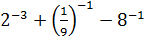 2⁻³ + (1/9)⁻¹ − 8⁻¹